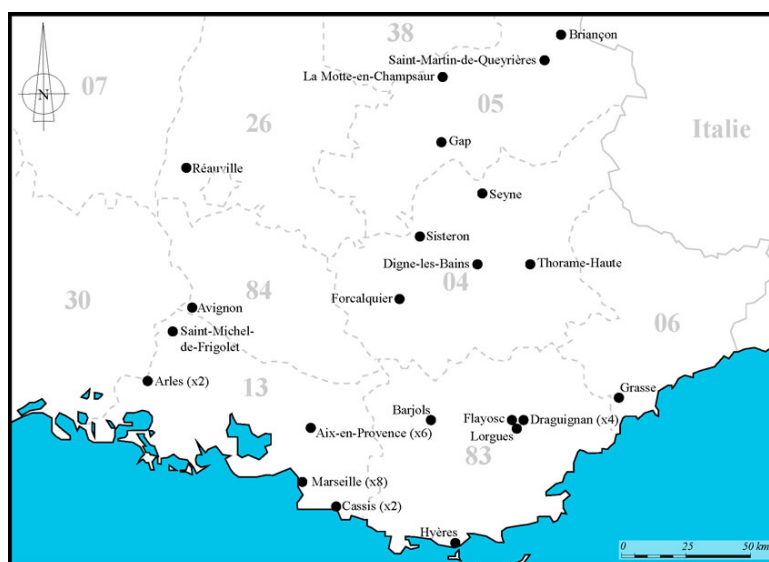 38
Briançon
Saint-Martin-de-Queyrières
La Motte-en-Champsaur
N
07
26
05
Italie
Gap
Réauville
Seyne
Sisteron
Digne-les-Bains
Thorame-Haute
04
84
30
Forcalquier
Avignon
06
Saint-Michel-
de-Frigolet
Arles (x2)
13
Grasse
Barjols
Flayosc
Draguignan (x4)
Aix-en-Provence (x6)
Lorgues
83
Marseille (x8)
Cassis (x2)
Hyères
0 25 50 km